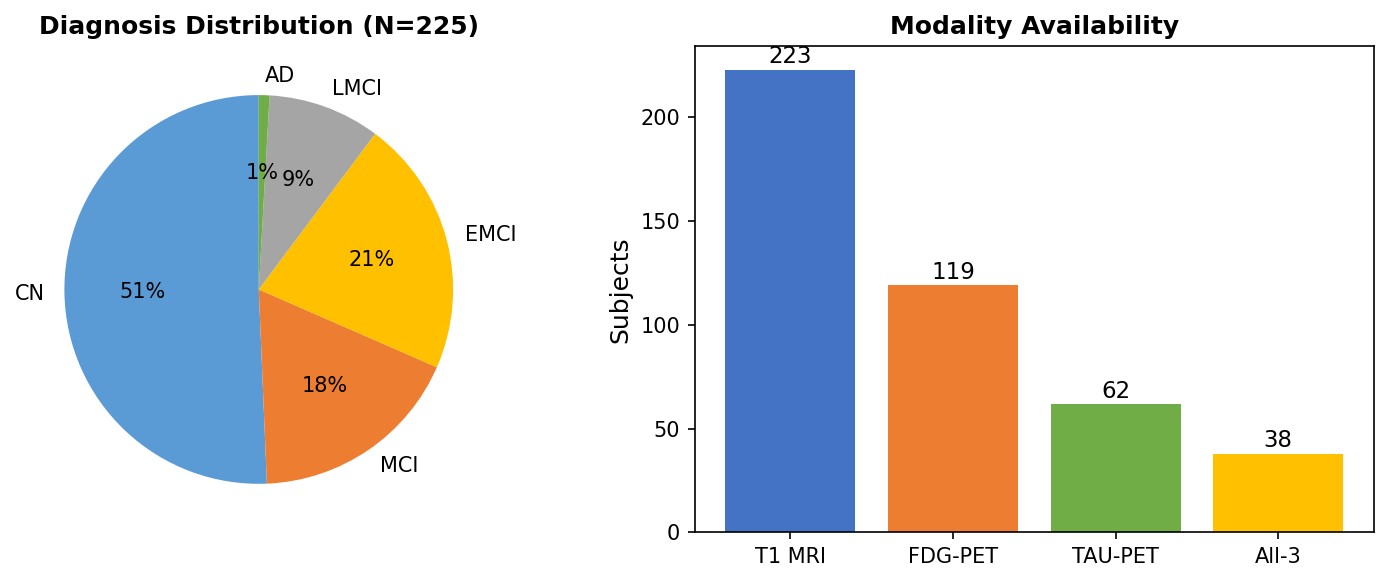 Diagnosis Distribution (N=225)
AD
LMCI
1%
9%
EMCI
21%
CN
51%
18%
MCI
Modality Availability
Subjects
200
150
100
50
0
223
119
62
38
T1 MRI
FDG-PET
TAU-PET
All-3